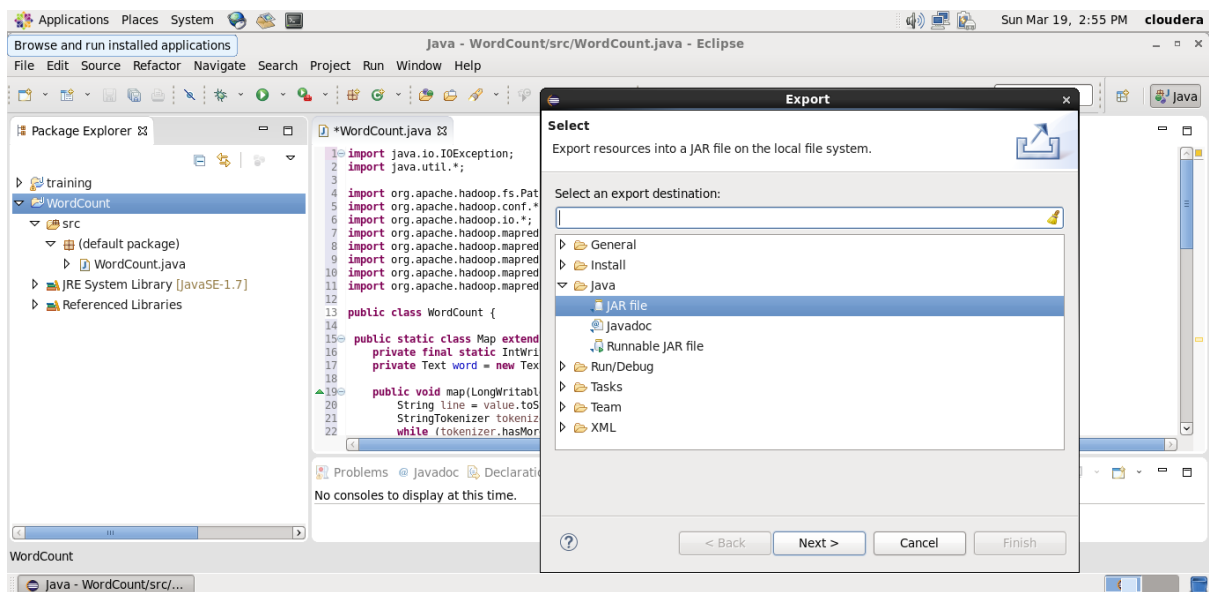 Applications Places System
Sun Mar 19, 2:55 PM cloudera
Browse and run installed applications
Java - WordCount/src/WordCount.java - Eclipse
File Edit Source Refactor Navigate Search Project Run Window Help
Java
Package Explorer
training
WordCount
src
(default package)
WordCount.java
JRE System Library [JavaSE-1.7]
Referenced Libraries
*WordCount.java
1 import java.io.IOException;
2 import java.util.*;
3
4 import org.apache.hadoop.fs.Pat
5 import org.apache.hadoop.conf.*
6 import org.apache.hadoop.io.*;
7 import org.apache.hadoop.mapred
8 import org.apache.hadoop.mapred
9 import org.apache.hadoop.mapred
10 import org.apache.hadoop.mapred
11 import org.apache.hadoop.mapred
12
13 public class WordCount {
14
15 public static class Map extend
16 private final static IntWri
17 private Text word = new Tex
18
19 public void map(LongWritabl
20 String line = value.toS
21 StringTokenizer tokeniz
22 while (tokenizer.hasMor
Problems @ Javadoc Declaratio
No consoles to display at this time.
Export
Select
Export resources into a JAR file on the local file system.
Select an export destination:
General
Install
Java
JAR file
Javadoc
Runnable JAR file
Run/Debug
Tasks
Team
XML
< Back Next > Cancel Finish
WordCount
Java - WordCount/src/...